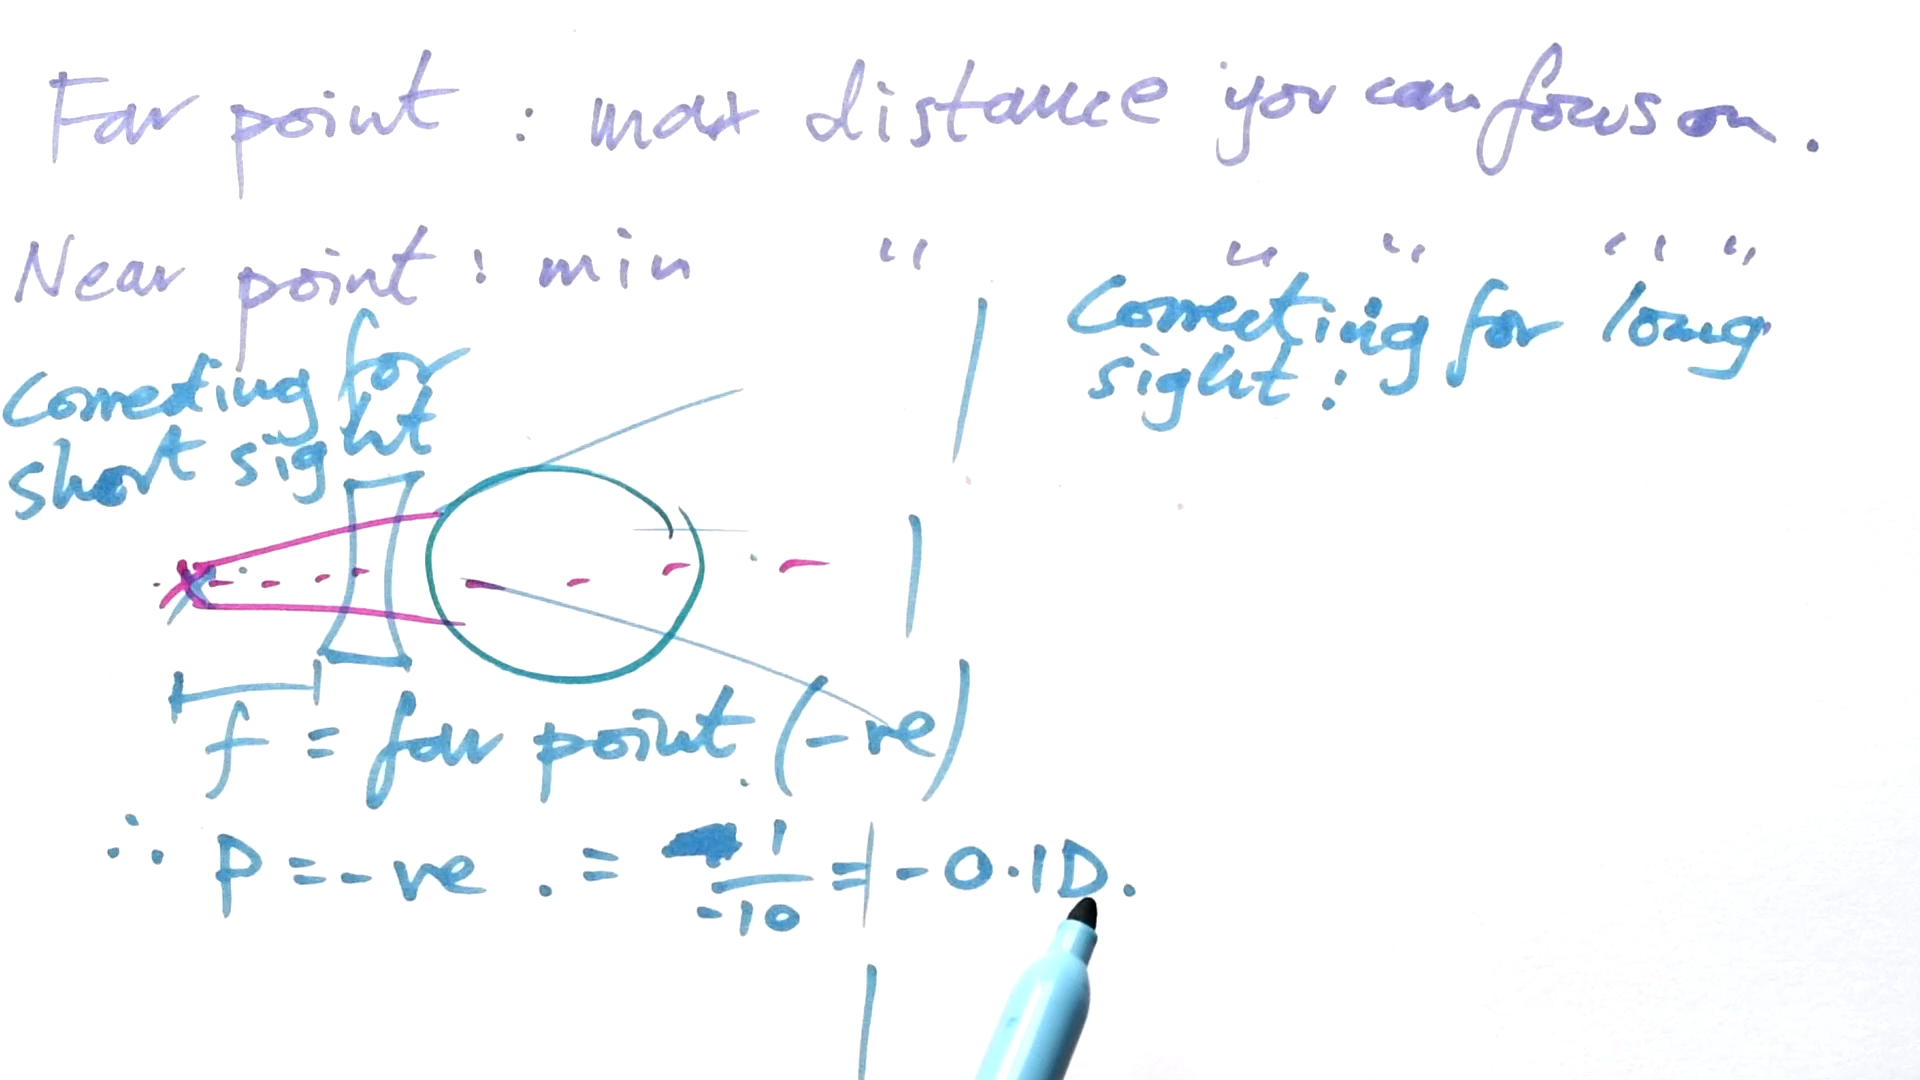 Far point : max distance you can focus on.
Near point : min " " " " "
Correcting for
short sight
f = far point (-ve)
∴ P = -ve . = 1/-10 = -0.1D.
Correcting for long
sight :